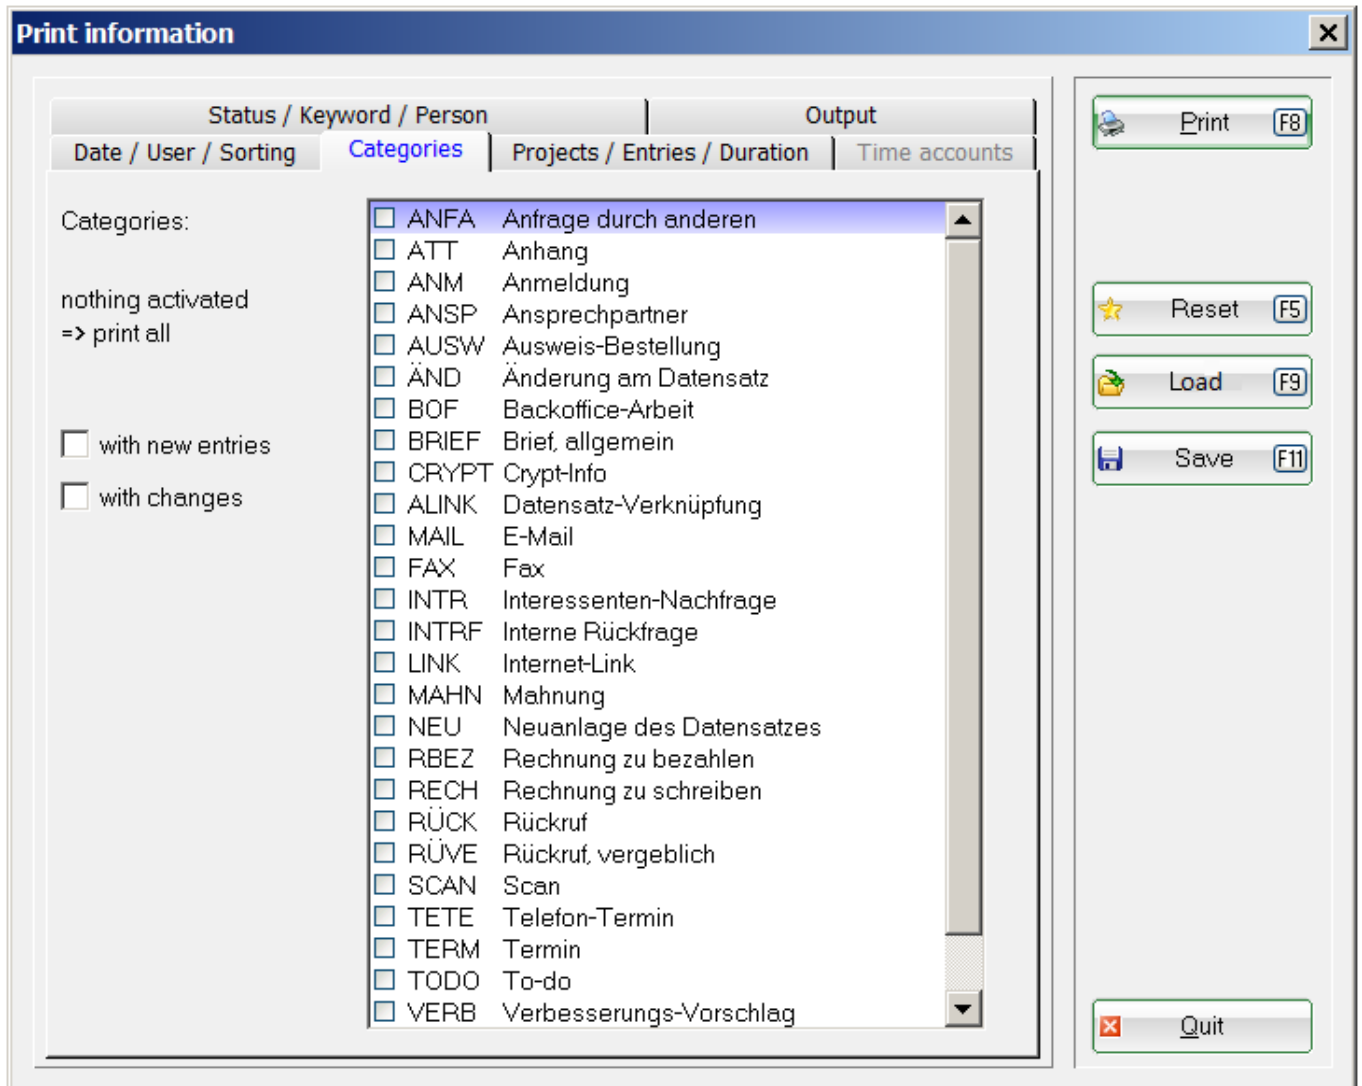 Print information
Status / Keyword / Person Output
Date / User / Sorting Categories Projects / Entries / Duration Time accounts
Categories:
nothing activated
=> print all
with new entries
with changes
ANFA Anfrage durch anderen
ATT Anhang
ANM Anmeldung
ANSP Ansprechpartner
AUSW Ausweis-Bestellung
ÄND Änderung am Datensatz
BOF Backoffice-Arbeit
BRIEF Brief, allgemein
CRYPT Crypt-Info
ALINK Datensatz-Verknüpfung
MAIL E-Mail
FAX Fax
INTR Interessenten-Nachfrage
INTRF Interne Rückfrage
LINK Internet-Link
MAHN Mahnung
NEU Neuanlage des Datensatzes
RBEZ Rechnung zu bezahlen
RECH Rechnung zu schreiben
RÜCK Rückruf
RÜVE Rückruf, vergeblich
SCAN Scan
TETE Telefon-Termin
TERM Termin
TODO To-do
VERB Verbesserungs-Vorschlag
Print F8
Reset F5
Load F9
Save F11
Quit